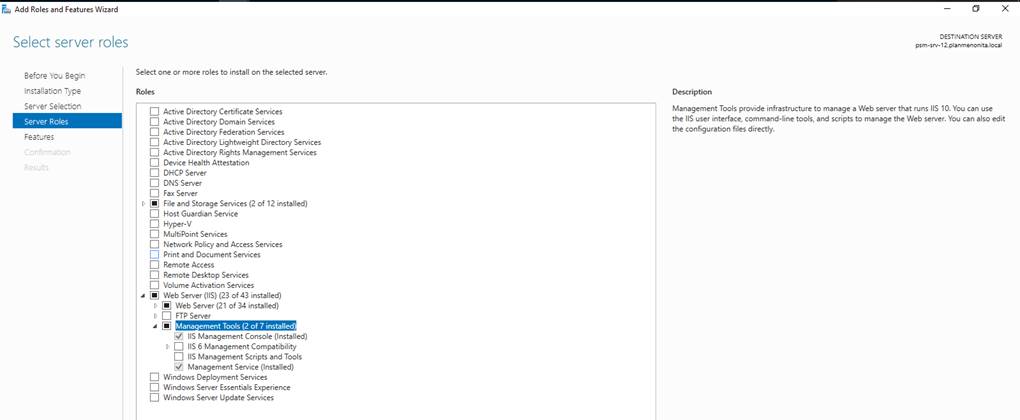 Add Roles and Features Wizard
Select server roles
DESTINATION SERVER
psm-srv-12.planmenonita.local
Before You Begin
Installation Type
Server Selection
Server Roles
Features
Confirmation
Results
Select one or more roles to install on the selected server.
Roles
Active Directory Certificate Services
Active Directory Domain Services
Active Directory Federation Services
Active Directory Lightweight Directory Services
Active Directory Rights Management Services
Device Health Attestation
DHCP Server
DNS Server
Fax Server
File and Storage Services (2 of 12 installed)
Host Guardian Service
Hyper-V
MultiPoint Services
Network Policy and Access Services
Print and Document Services
Remote Access
Remote Desktop Services
Volume Activation Services
Web Server (IIS) (23 of 43 installed)
Web Server (21 of 34 installed)
FTP Server
Management Tools (2 of 7 installed)
IIS Management Console (Installed)
IIS 6 Management Compatibility
IIS Management Scripts and Tools
Management Service (Installed)
Windows Deployment Services
Windows Server Essentials Experience
Windows Server Update Services
Description
Management Tools provide infrastructure to manage a Web server that runs IIS 10. You can use
the IIS user interface, command-line tools, and scripts to manage the Web server. You can also edit
the configuration files directly.